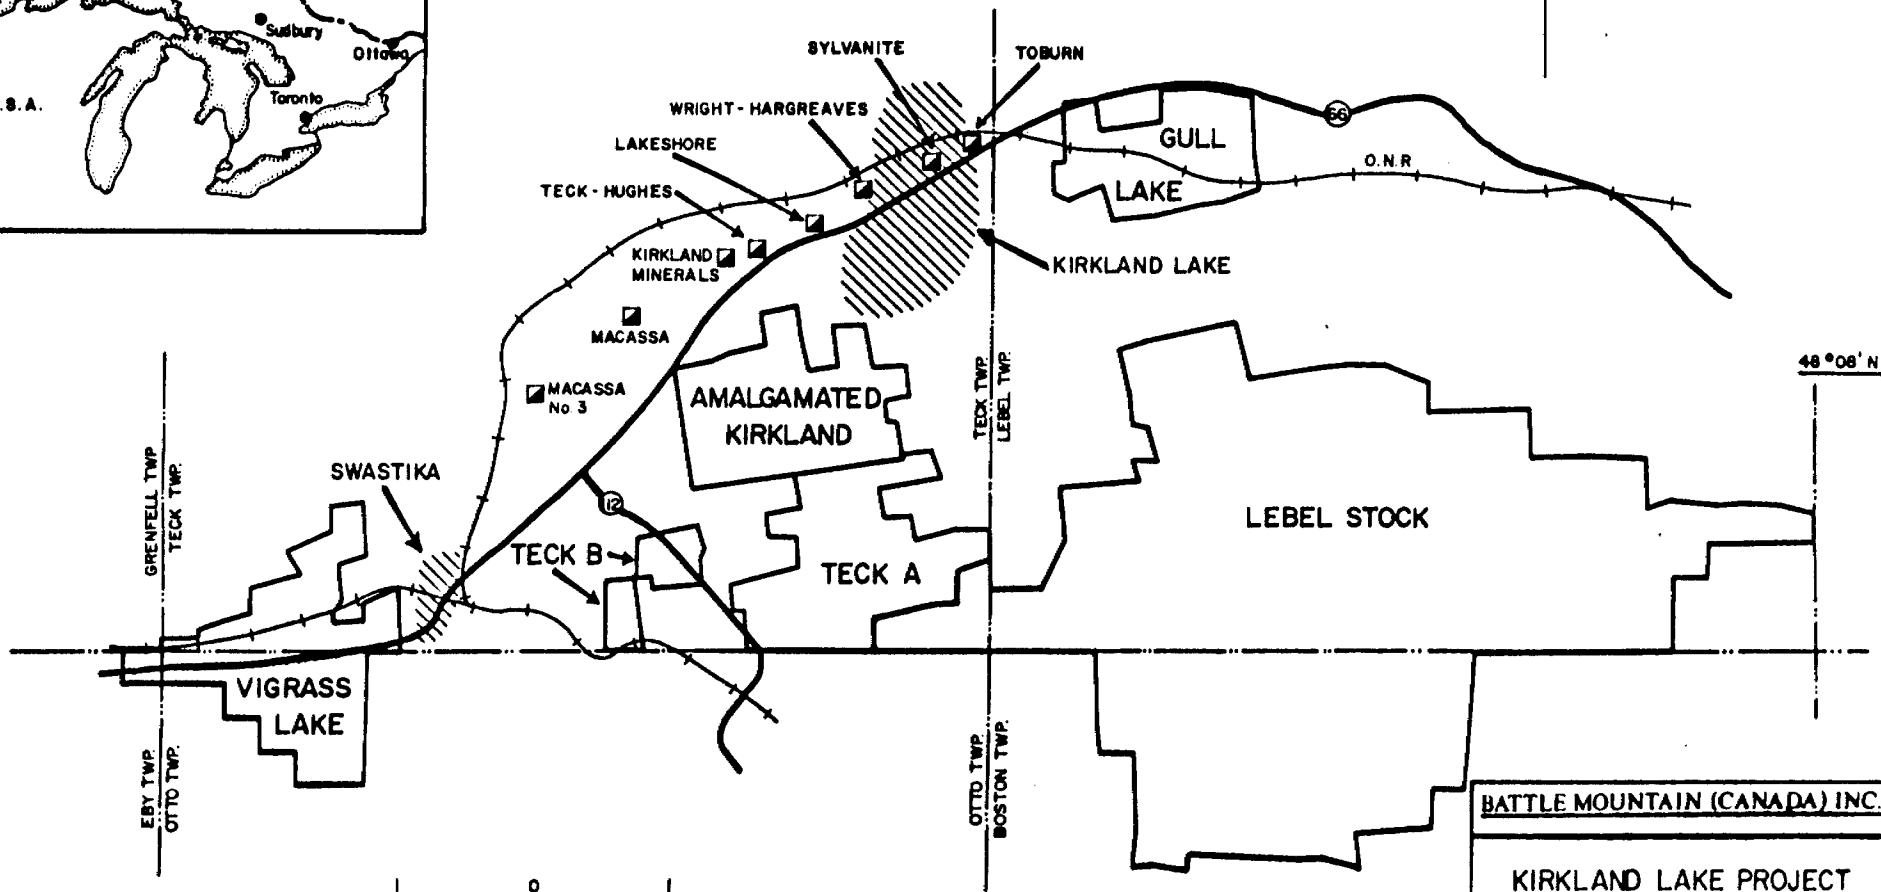 Sudbury
Ottawa
Toronto
.S.A.
SYLVANITE
TOBURN
WRIGHT-HARGREAVES
LAKESHORE
TECK-HUGHES
KIRKLAND
MINERALS
MACASSA
MACASSA
No. 3
66
GULL
LAKE
O.N.R
KIRKLAND LAKE
48°08'N
AMALGAMATED
KIRKLAND
TECK TWP.
LEBEL TWP.
SWASTIKA
GRENFELL TWP
TECK TWP.
12
TECK B
TECK A
LEBEL STOCK
VIGRASS
LAKE
EBY TWP.
OTTO TWP.
OTTO TWP.
BOSTON TWP.
BATTLE MOUNTAIN (CANADA) INC.
KIRKLAND LAKE PROJECT